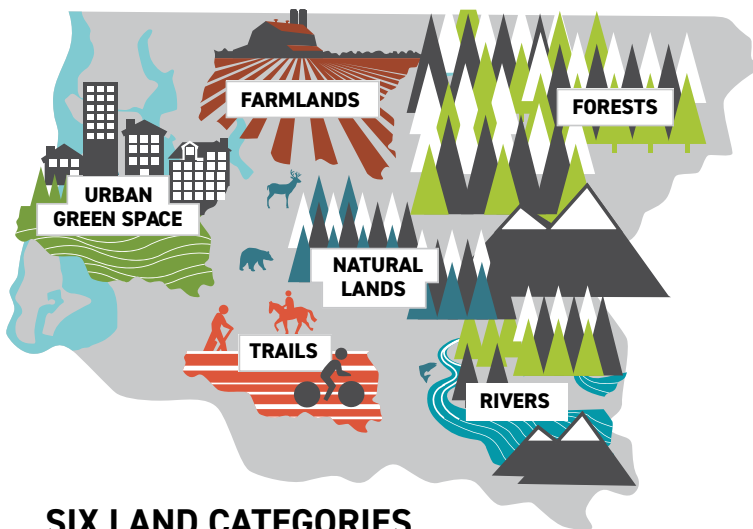 FARMLANDS
FORESTS
URBAN
GREEN SPACE
NATURAL
LANDS
TRAILS
RIVERS
SIX LAND CATEGORIES